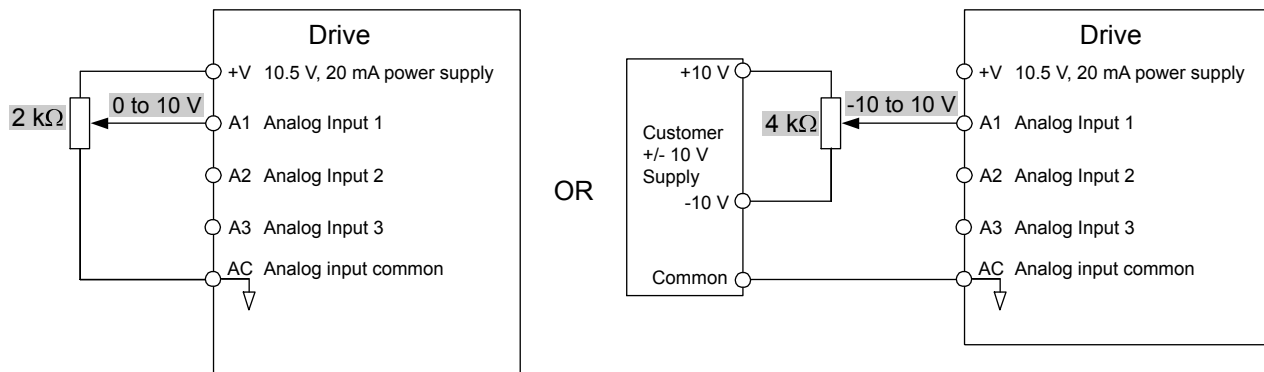 Drive
+V 10.5 V, 20 mA power supply
2 kΩ
0 to 10 V
A1 Analog Input 1
A2 Analog Input 2
A3 Analog Input 3
AC Analog input common
OR
+10 V
Customer
+/- 10 V
Supply
-10 V
Common
4 kΩ
-10 to 10 V
Drive
+V 10.5 V, 20 mA power supply
A1 Analog Input 1
A2 Analog Input 2
A3 Analog Input 3
AC Analog input common